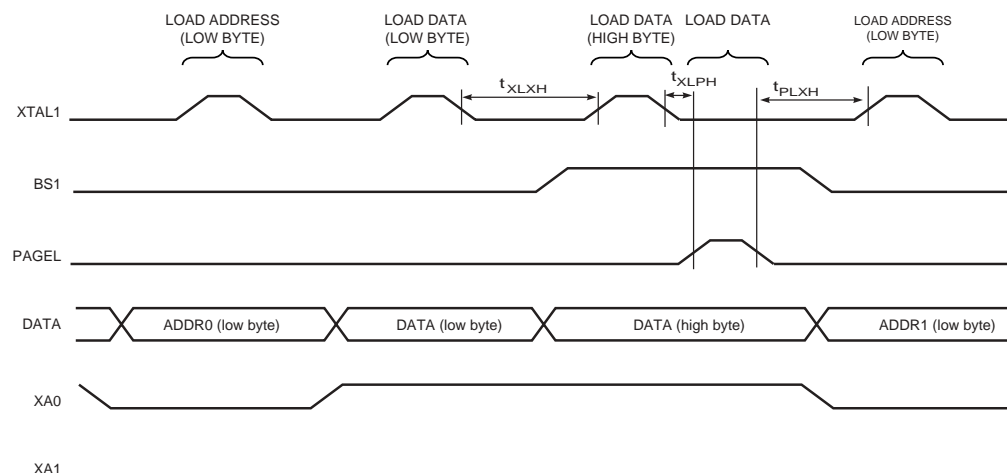 LOAD ADDRESS
(LOW BYTE)
LOAD DATA
(LOW BYTE)
LOAD DATA
(HIGH BYTE)
LOAD DATA
LOAD ADDRESS
(LOW BYTE)
tXLXH
tXLPH
tPLXH
XTAL1
BS1
PAGEL
DATA
ADDR0 (low byte)
DATA (low byte)
DATA (high byte)
ADDR1 (low byte)
XA0
XA1